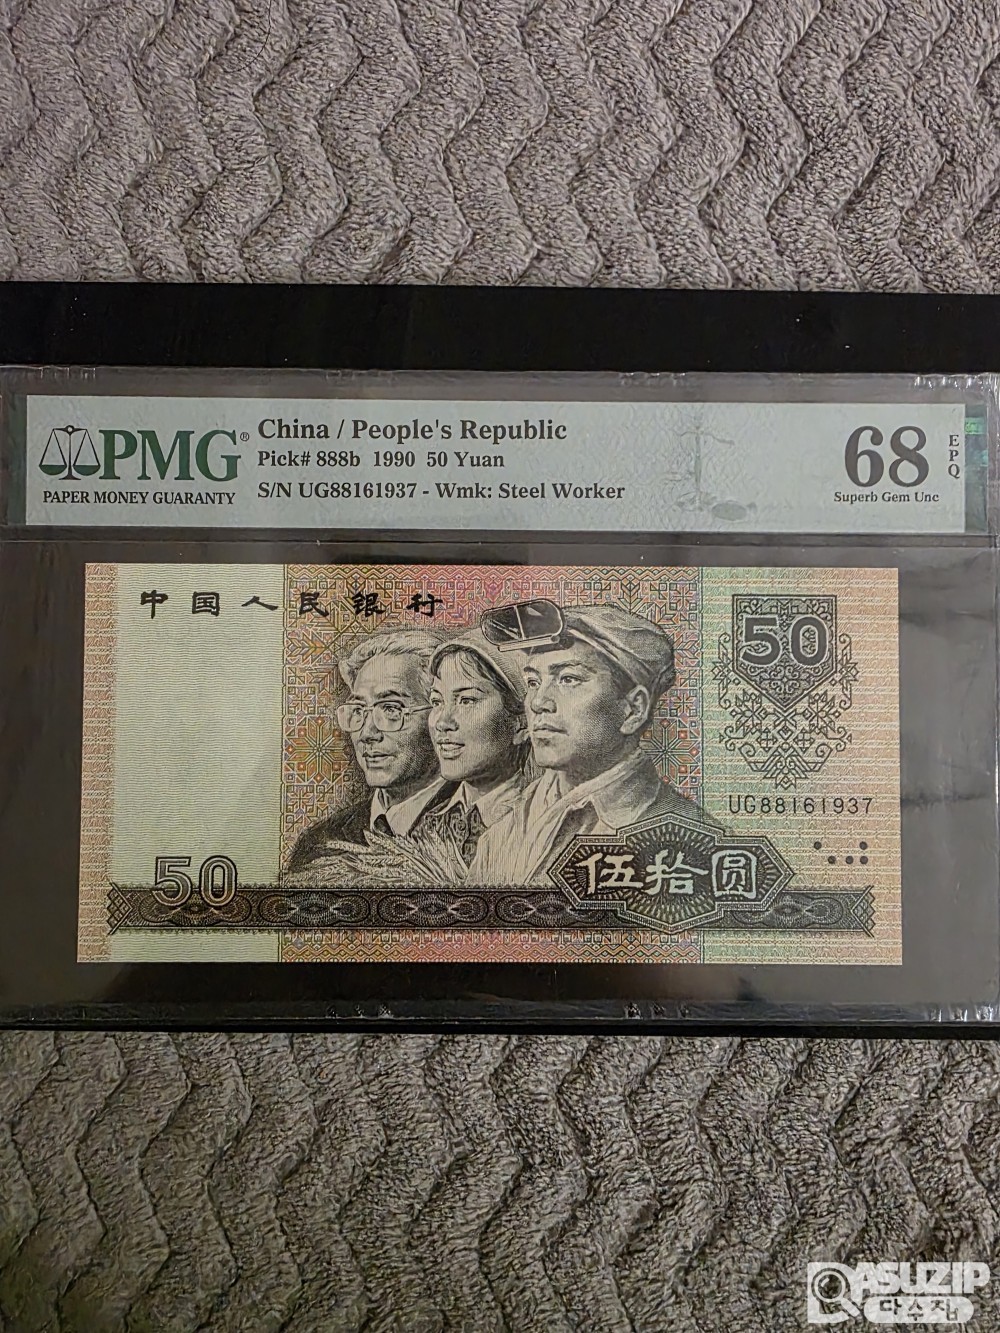 PMG®
PAPER MONEY GUARANTY
China / People's Republic
Pick# 888b 1990 50 Yuan
S/N UG88161937 - Wmk: Steel Worker
68
Superb Gem Unc
EPQ
中国人民银行
50
UG88161937
50
伍拾圆
ASUZIP
닥수집